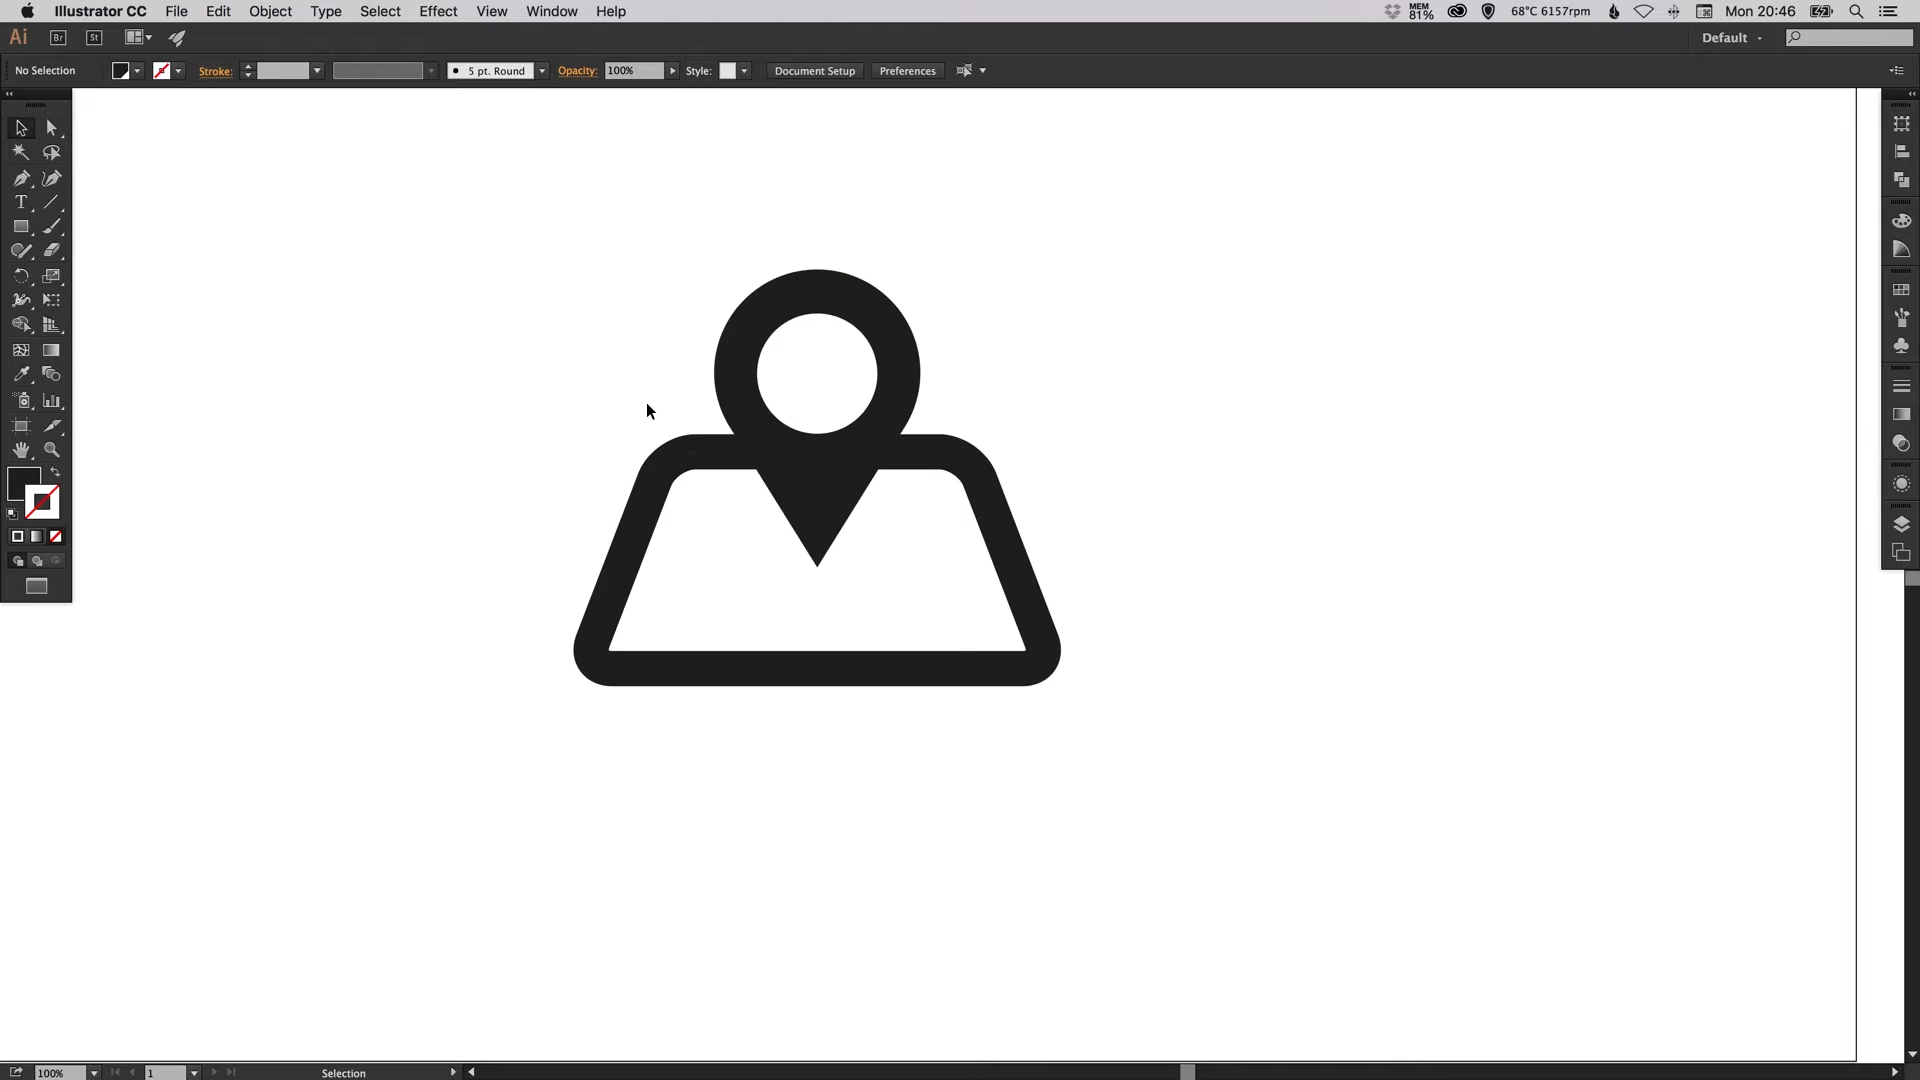 Illustrator CC File Edit Object Type Select Effect View Window Help MEM 81% 68°C 6157rpm Mon 20:46
Ai Br St Default
No Selection Stroke: 5 pt. Round Opacity: 100% Style: Document Setup Preferences
T
100% 1 Selection